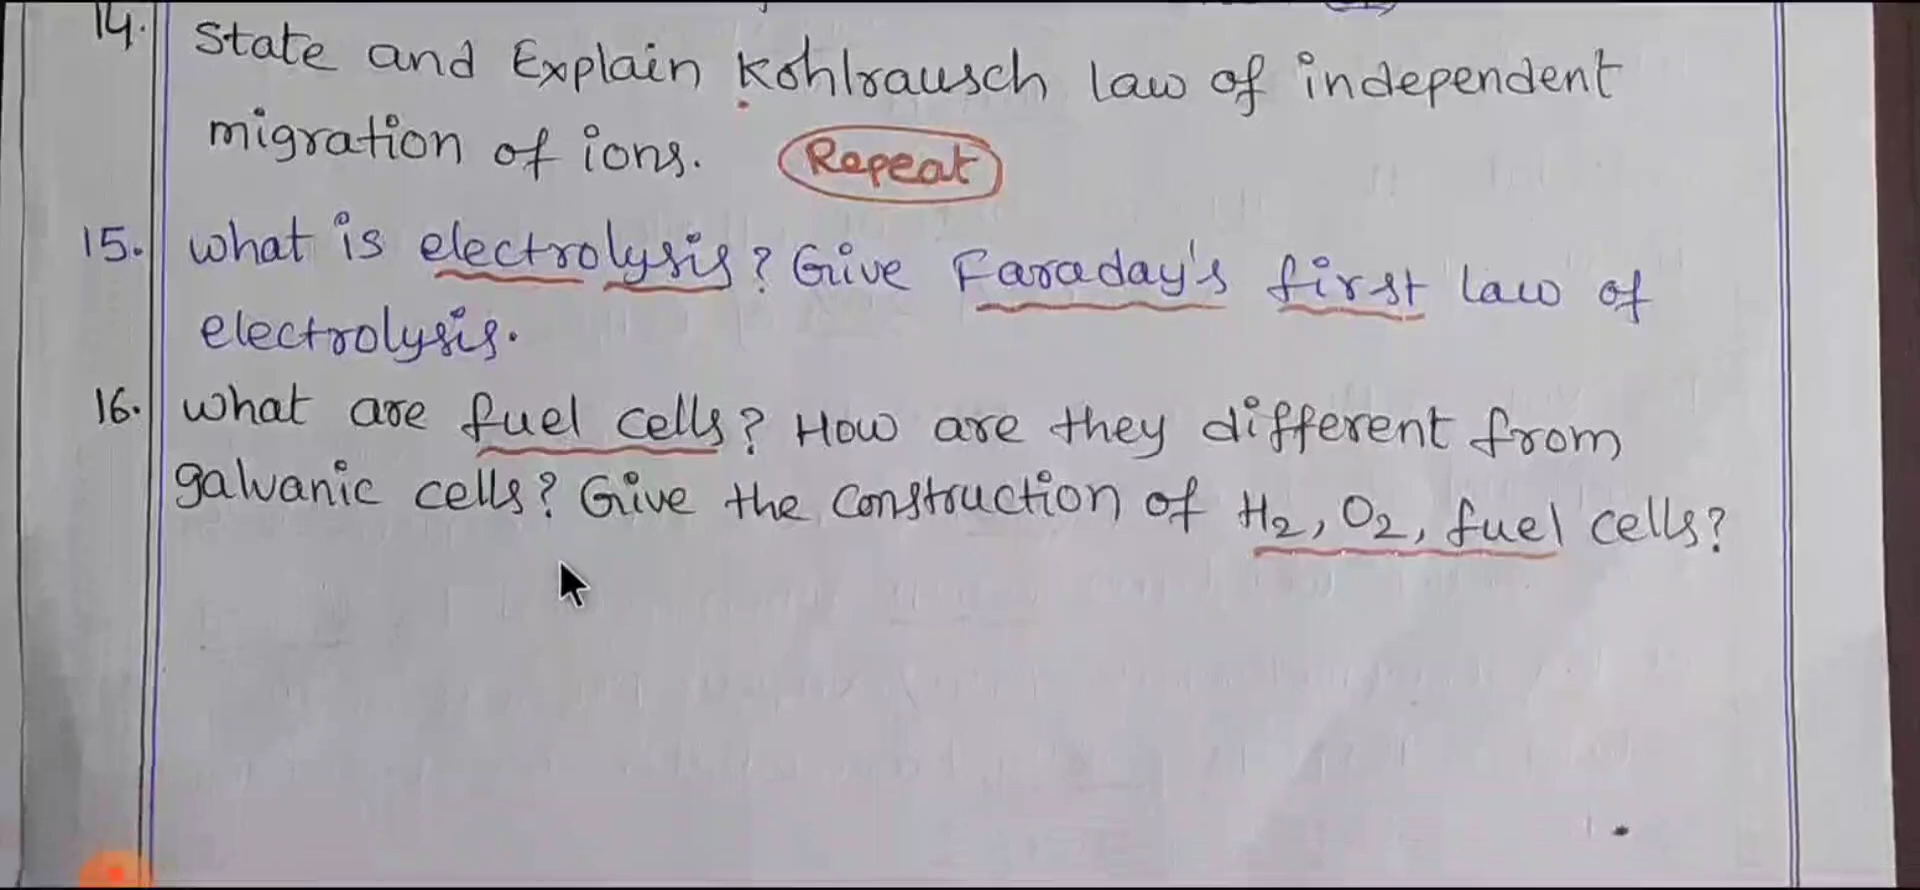 14. State and Explain Kohlrausch law of independent
migration of ions. Repeat
15. What is electrolysis? Give Faraday's first law of
electrolysis.
16. What are fuel cells? How are they different from
galvanic cells? Give the construction of H2, O2, fuel cells?